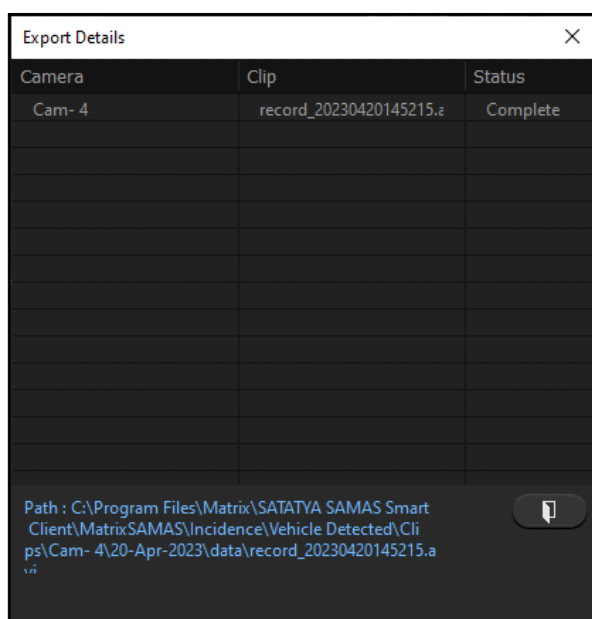 Export Details
Camera Clip Status
Cam- 4 record_20230420145215.a Complete
Path : C:\Program Files\Matrix\SATATYA SAMAS Smart
Client\MatrixSAMAS\Incidence\Vehicle Detected\Cli
ps\Cam- 4\20-Apr-2023\data\record_20230420145215.a
vi